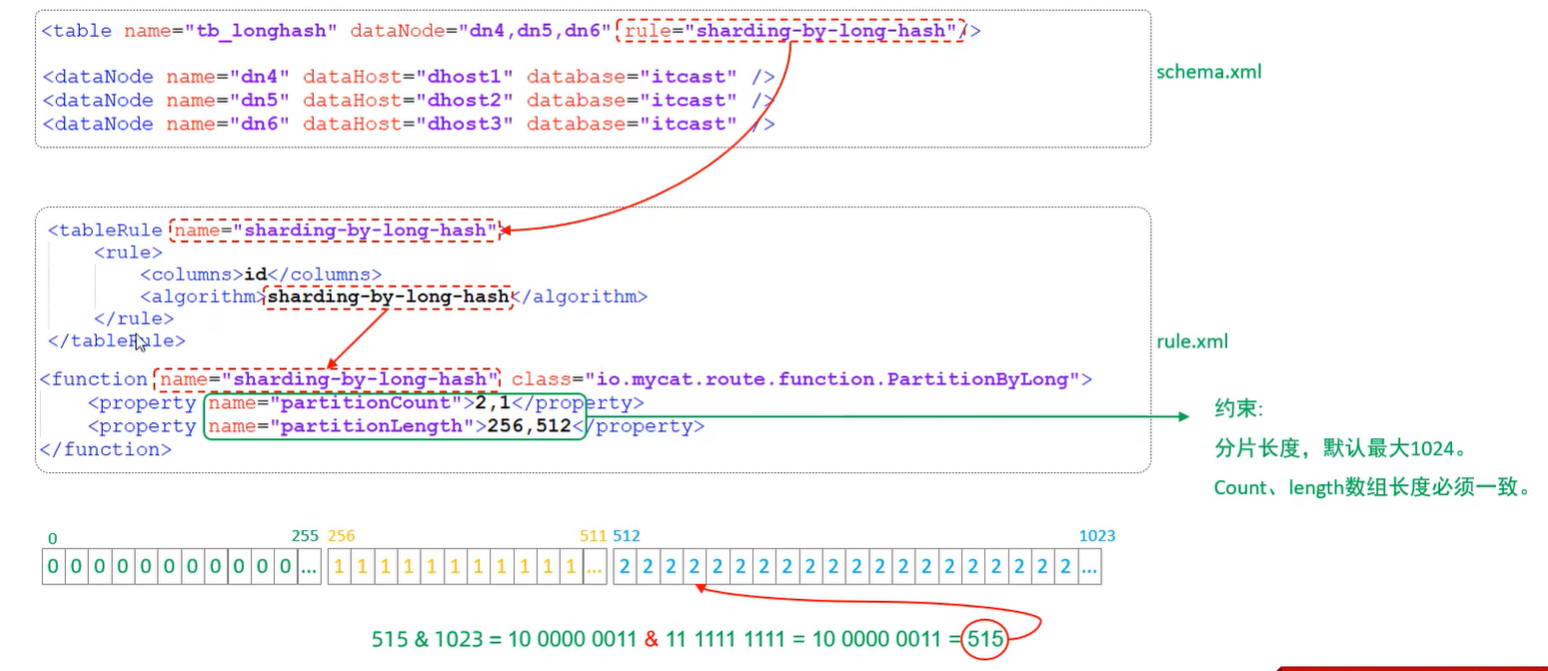 <table name="tb_longhash" dataNode="dn4,dn5,dn6" rule="sharding-by-long-hash"/>
<dataNode name="dn4" dataHost="dhost1" database="itcast" />
<dataNode name="dn5" dataHost="dhost2" database="itcast" />
<dataNode name="dn6" dataHost="dhost3" database="itcast" />
schema.xml
<tableRule name="sharding-by-long-hash">
<rule>
<columns>id</columns>
<algorithm>sharding-by-long-hash</algorithm>
</rule>
</tableRule>
rule.xml
<function name="sharding-by-long-hash" class="io.mycat.route.function.PartitionByLong">
<property name="partitionCount">2,1</property>
<property name="partitionLength">256,512</property>
</function>
约束:
分片长度，默认最大1024。
Count、length数组长度必须一致。
0 255 256 511 512 1023
0 0 0 0 0 0 0 0 0 0 0 ... 1 1 1 1 1 1 1 1 1 1 1 ... 2 2 2 2 2 2 2 2 2 2 2 2 2 2 2 2 2 2 2 2 ...
515 & 1023 = 10 0000 0011 & 11 1111 1111 = 10 0000 0011 = 515